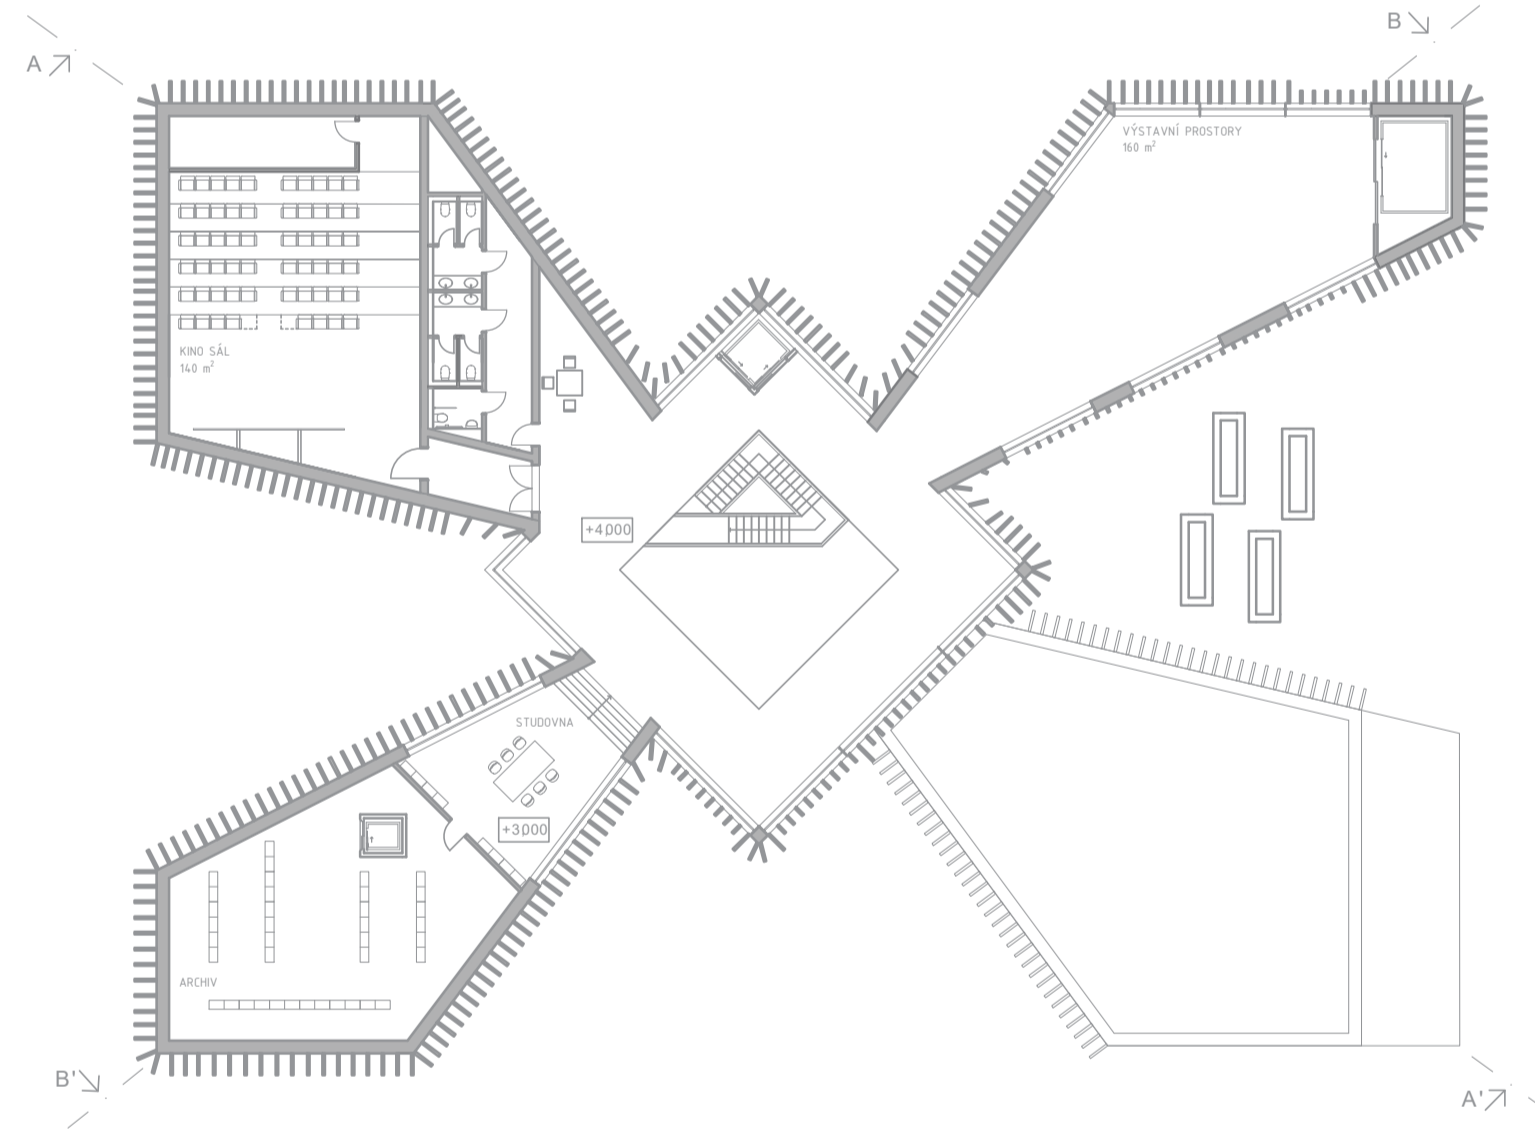 A
B
VÝSTAVNÍ PROSTORY
160 m²
KINO SÁL
140 m²
+4,000
STUDOVNA
+3,000
ARCHIV
B'
A'